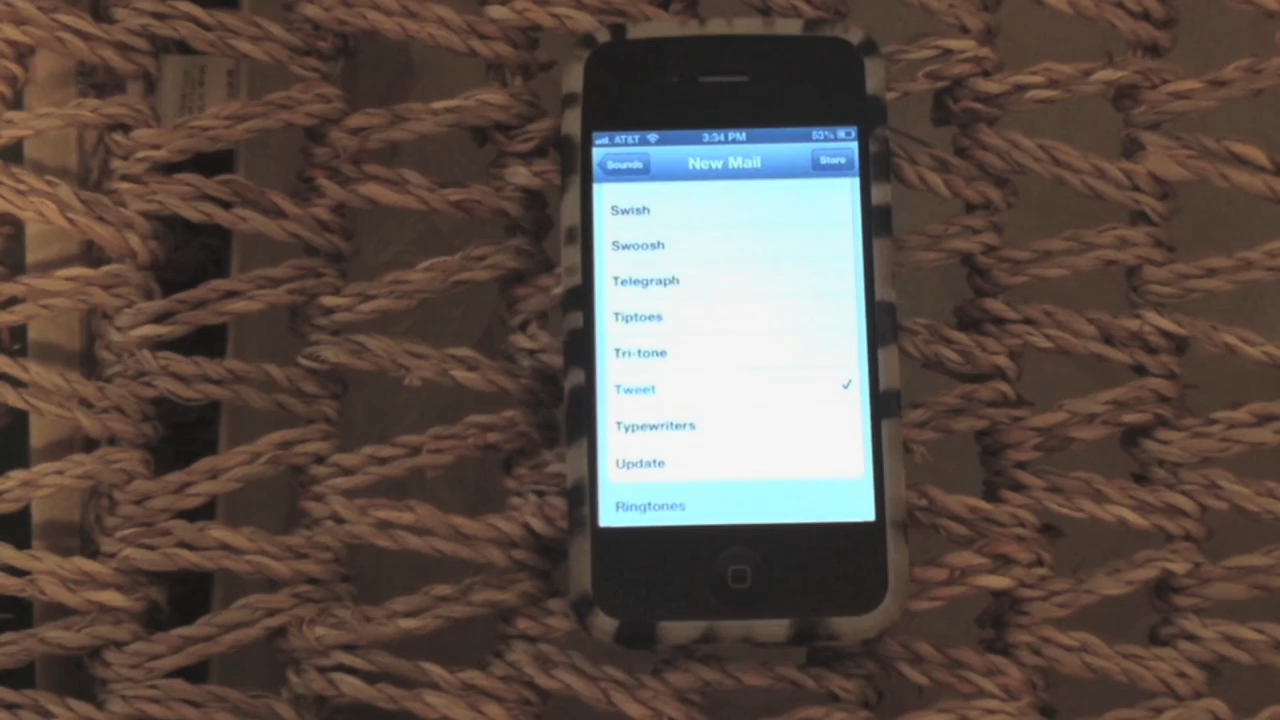 AT&T 3:34 PM 53%
Sounds New Mail Store
Swish
Swoosh
Telegraph
Tiptoes
Tri-tone
Tweet
Typewriters
Update
Ringtones